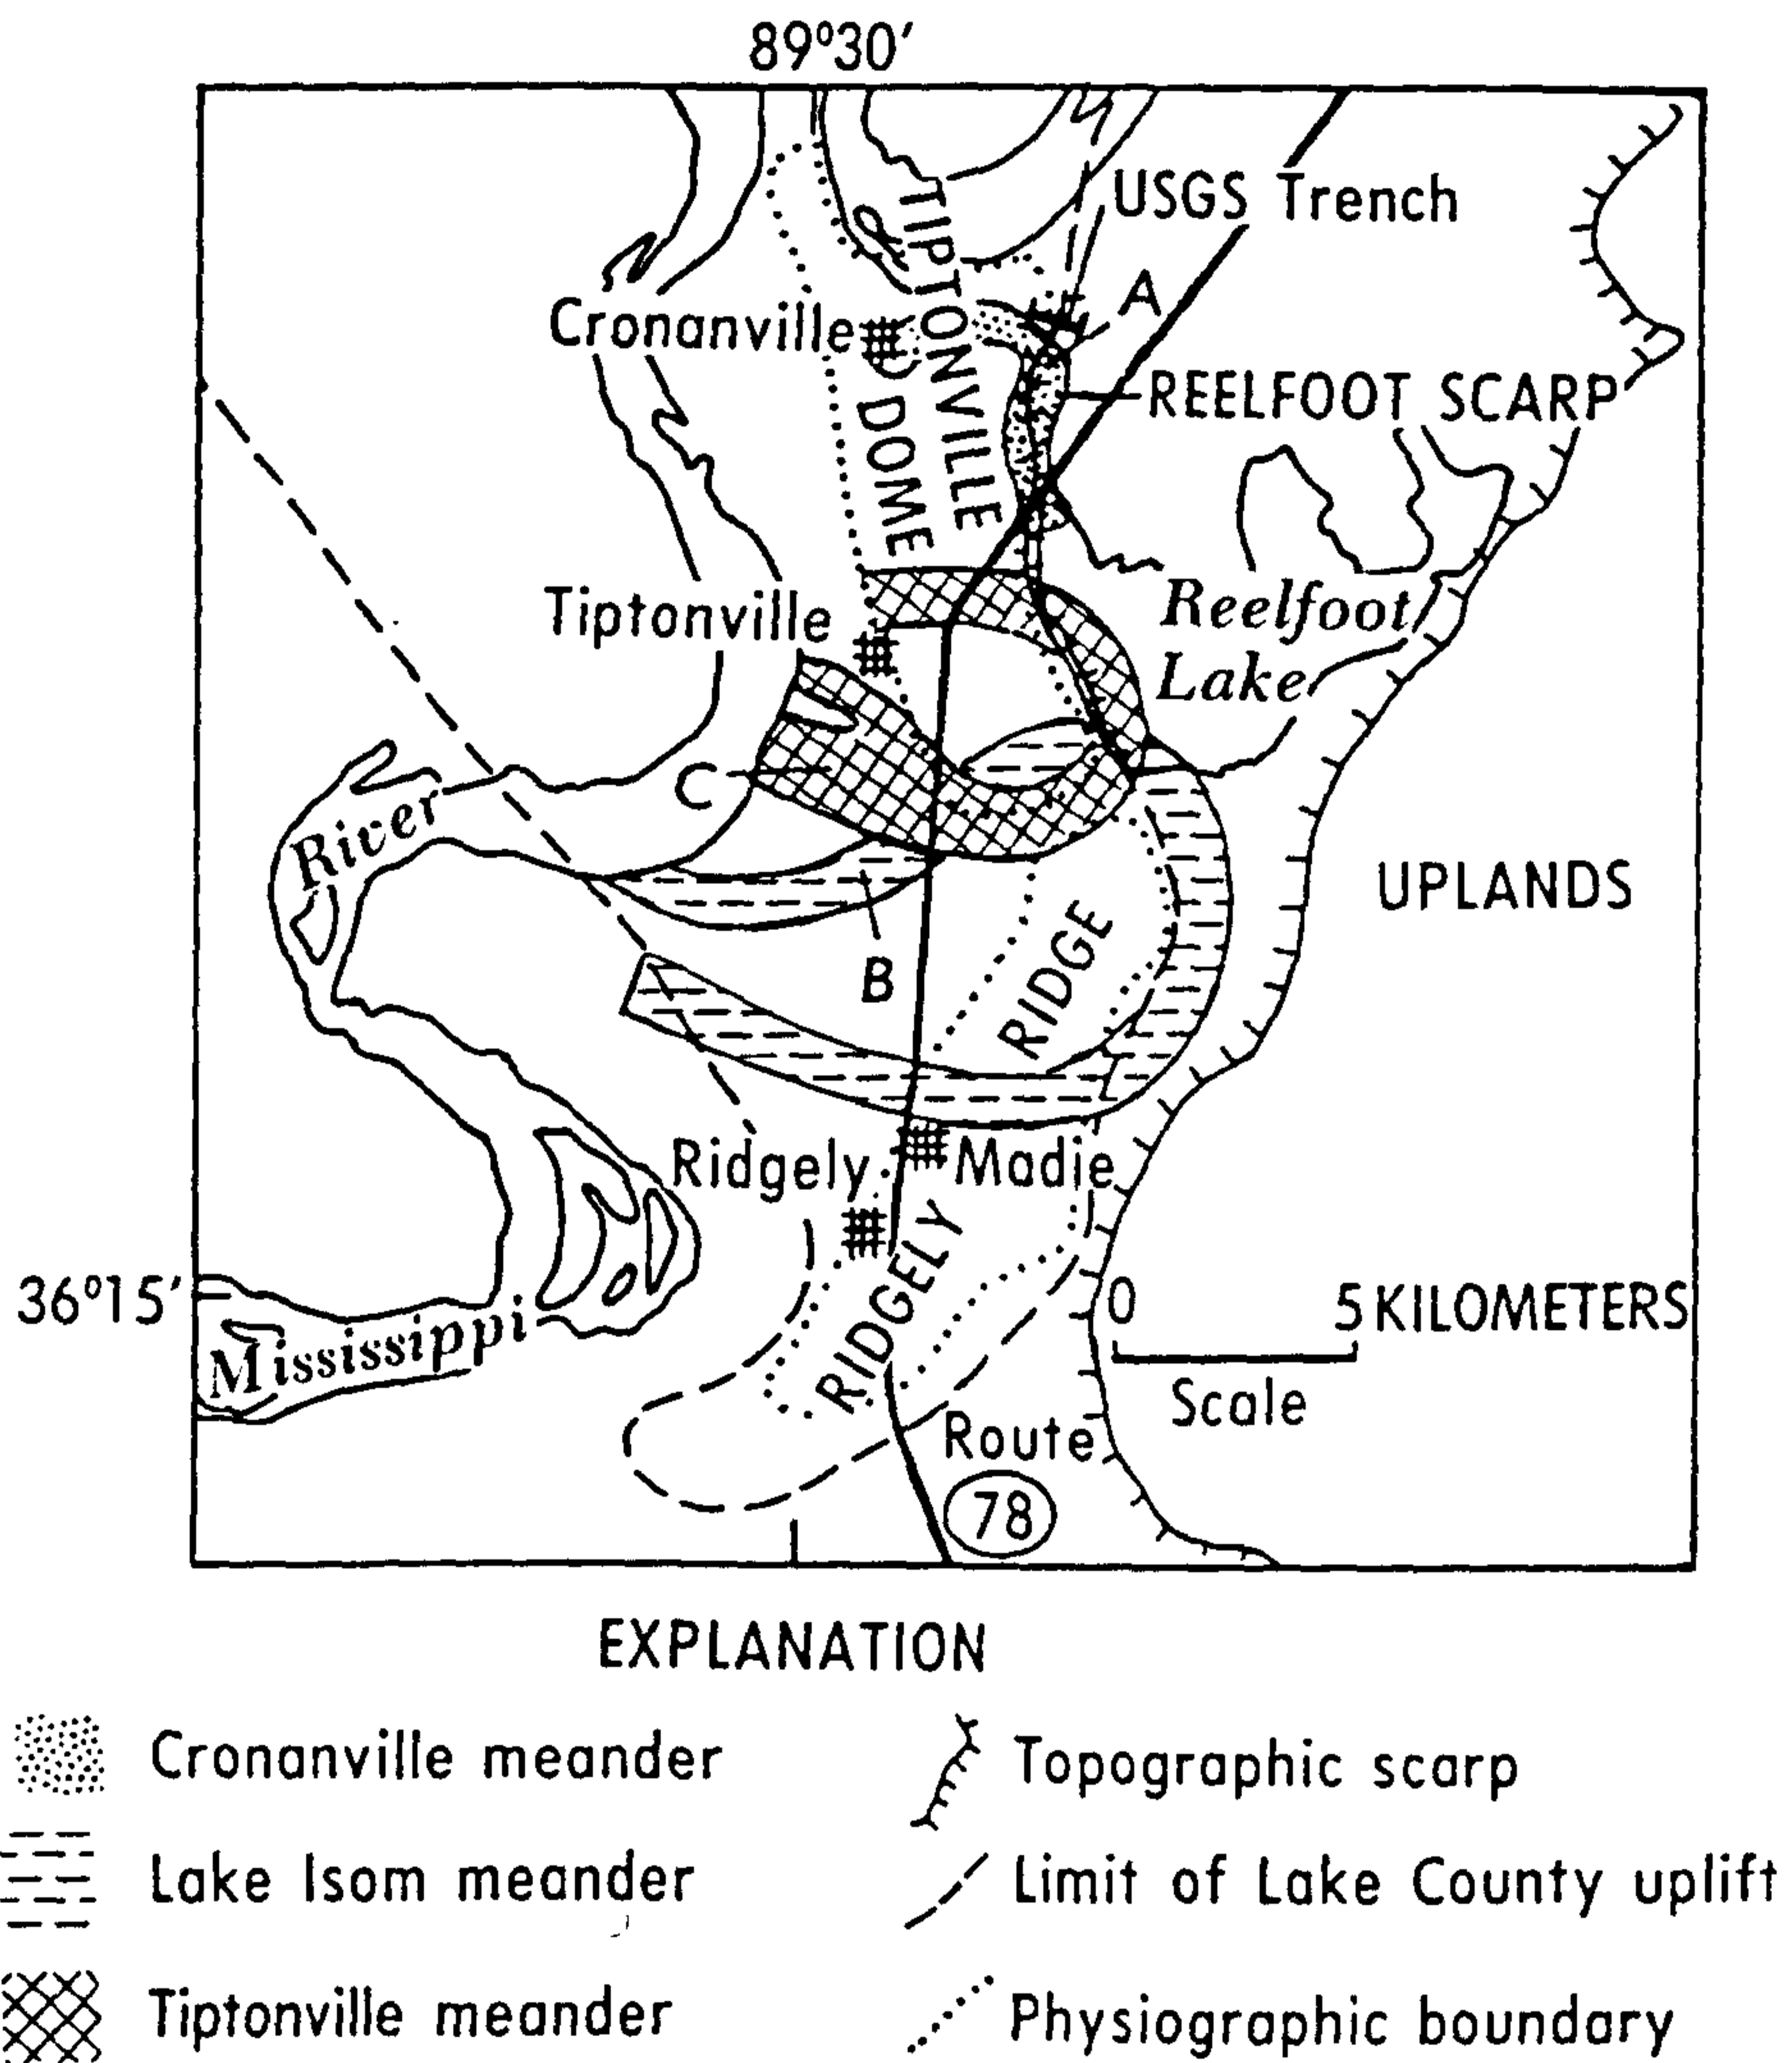 89°30′
USGS Trench
TIPTONVILLE
DOME
A
Cronanville
REELFOOT SCARP
Tiptonville
Reelfoot
Lake
C
River
UPLANDS
B
RIDGE
Ridgely
Madie
RIDGELY
36°15′
0 5 KILOMETERS
Scale
Mississippi
Route
78
EXPLANATION
Cronanville meander
Topographic scarp
Lake Isom meander
Limit of Lake County uplift
Tiptonville meander
Physiographic boundary